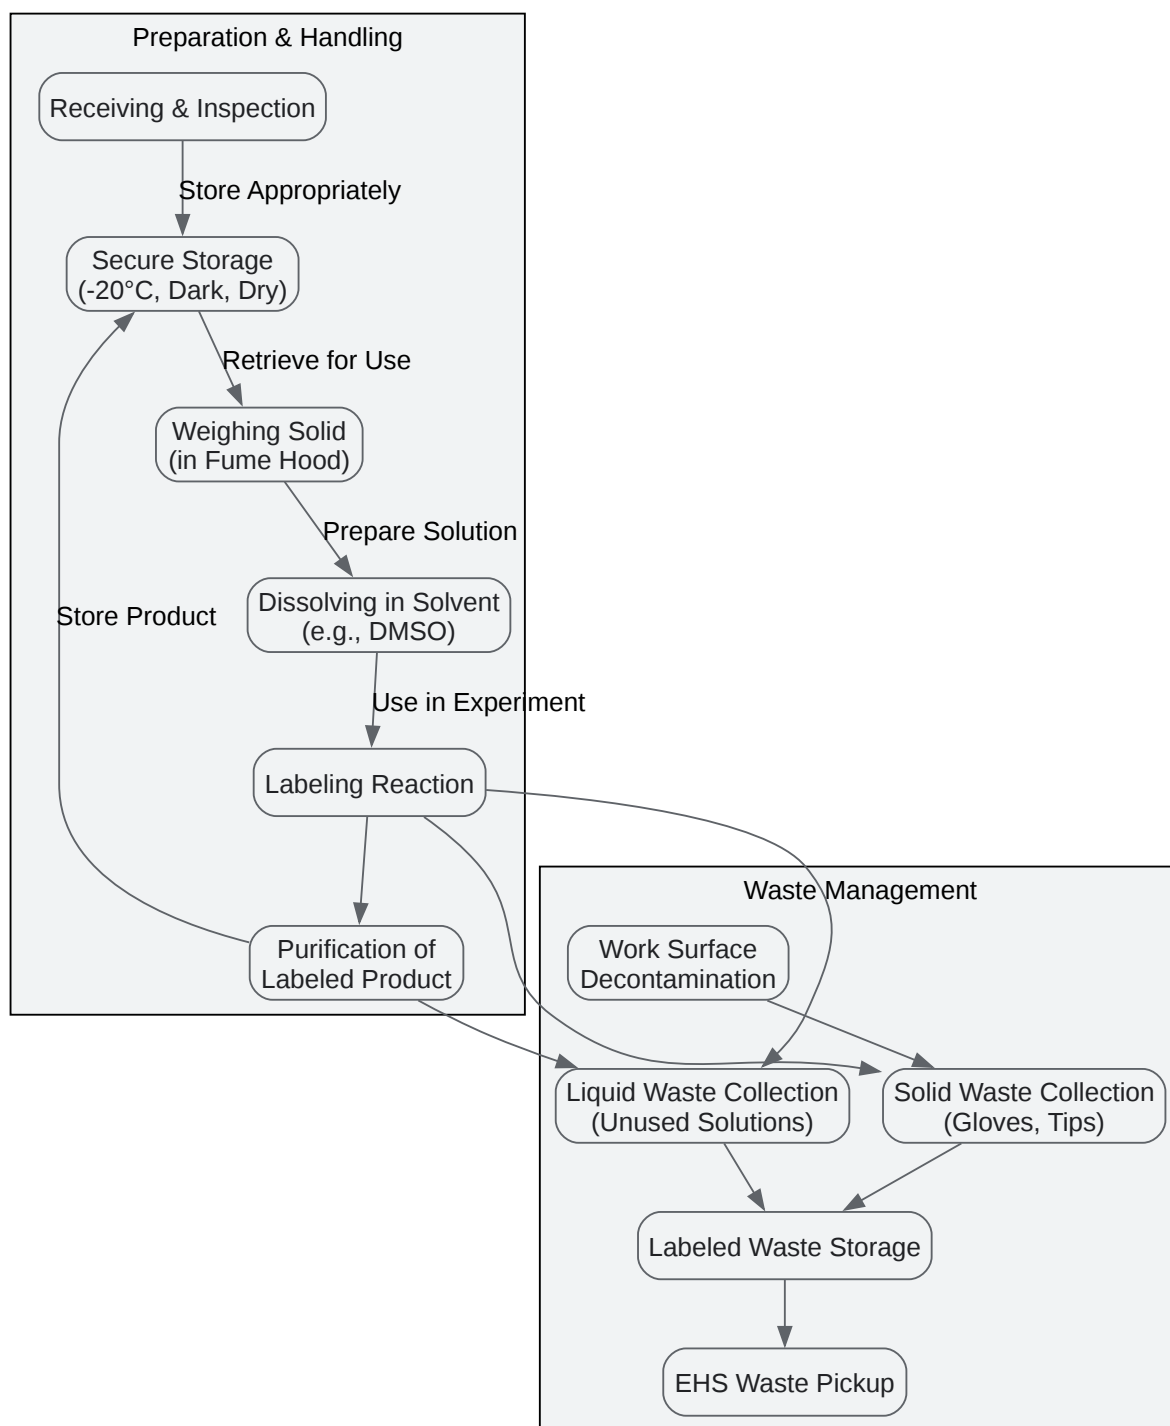 Preparation & Handling
Receiving & Inspection
Store Appropriately
Secure Storage
(-20°C, Dark, Dry)
Retrieve for Use
Weighing Solid
(in Fume Hood)
Prepare Solution
Dissolving in Solvent
(e.g., DMSO)
Store Product
Use in Experiment
Labeling Reaction
Purification of
Labeled Product
Waste Management
Work Surface
Decontamination
Liquid Waste Collection
(Unused Solutions)
Solid Waste Collection
(Gloves, Tips)
Labeled Waste Storage
EHS Waste Pickup